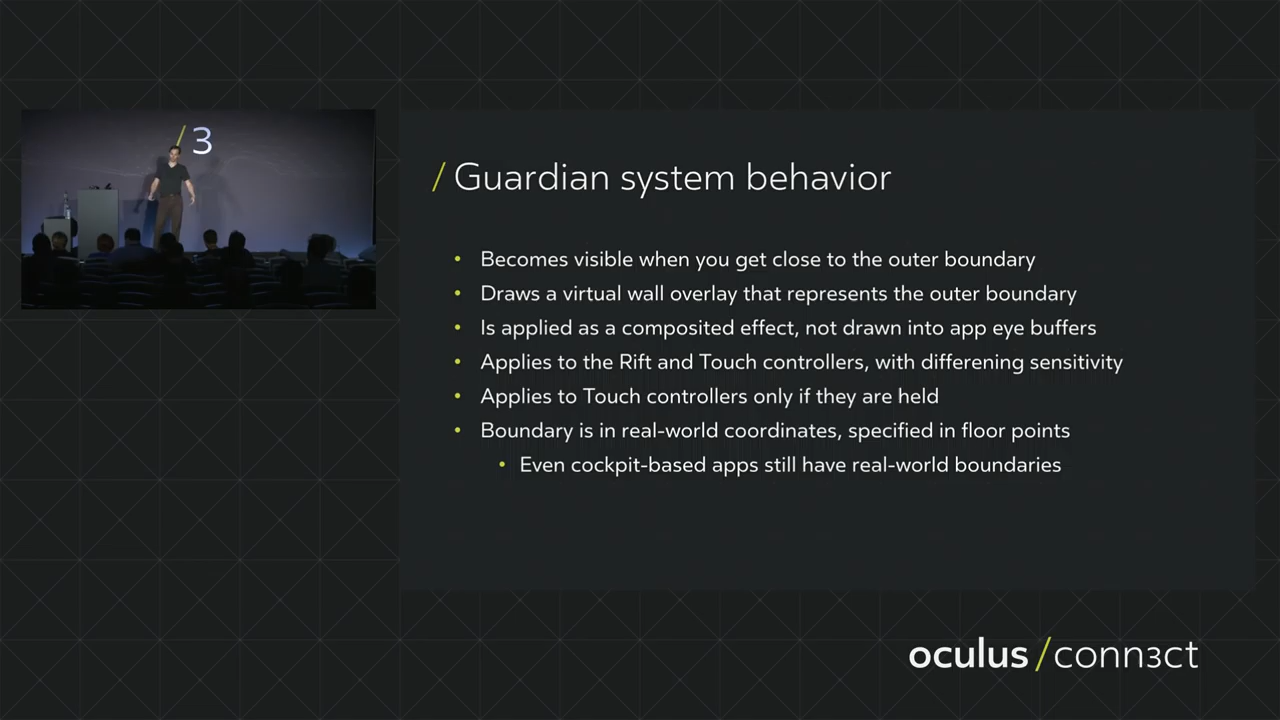 /3
/ Guardian system behavior
• Becomes visible when you get close to the outer boundary
• Draws a virtual wall overlay that represents the outer boundary
• Is applied as a composited effect, not drawn into app eye buffers
• Applies to the Rift and Touch controllers, with differening sensitivity
• Applies to Touch controllers only if they are held
• Boundary is in real-world coordinates, specified in floor points
• Even cockpit-based apps still have real-world boundaries
oculus /conn3ct